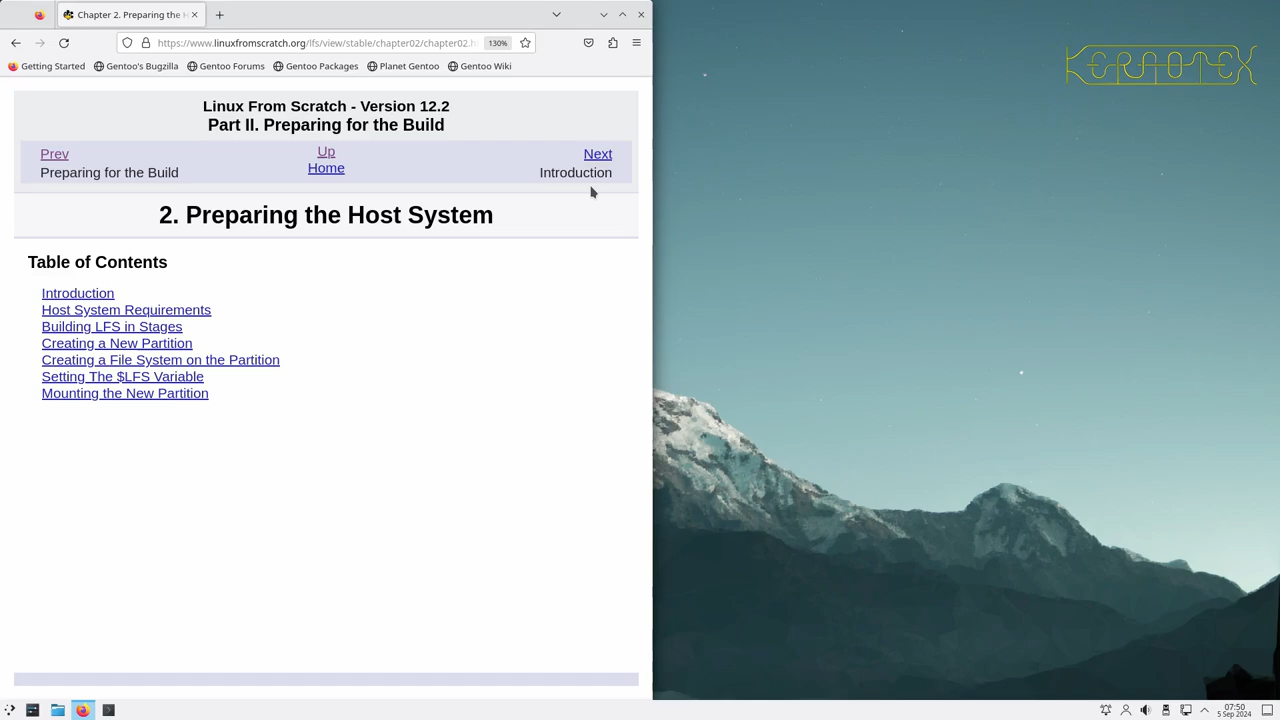 Chapter 2. Preparing the H
https://www.linuxfromscratch.org/lfs/view/stable/chapter02/chapter02.h
130%
Getting Started
Gentoo's Bugzilla
Gentoo Forums
Gentoo Packages
Planet Gentoo
Gentoo Wiki
KERAOTEX
Linux From Scratch - Version 12.2
Part II. Preparing for the Build
Prev
Up
Next
Preparing for the Build
Home
Introduction
2. Preparing the Host System
Table of Contents
Introduction
Host System Requirements
Building LFS in Stages
Creating a New Partition
Creating a File System on the Partition
Setting The $LFS Variable
Mounting the New Partition
07:50
5 Sep 2024